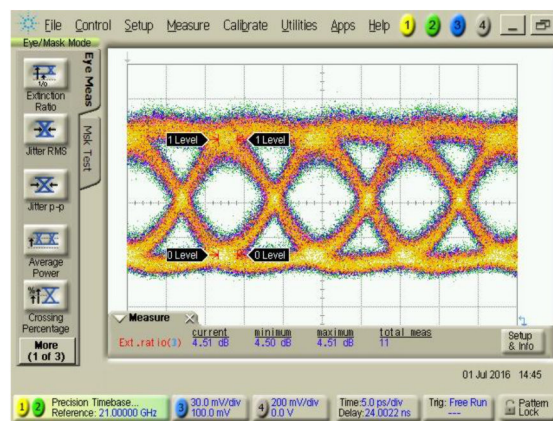 File Control Setup Measure Calibrate Utilities Apps Help 1 2 3 4
Eye/Mask Mode
Eye Meas
Msk Test
Extinction
Ratio
Jitter RMS
Jitter p-p
Average
Power
Crossing
Percentage
More
(1 of 3)
1 Level 1 Level
0 Level 0 Level
Measure
current minimum maximum total meas
Ext.ratio(3) 4.51 dB 4.50 dB 4.51 dB 11
Setup
& Info
01 Jul 2016 14:45
1 2 Precision Timebase...
Reference: 21.00000 GHz
3 30.0 mV/div
100.0 mV
4 200 mV/div
0.0 V
Time:5.0 ps/div
Delay:24.0022 ns
Trig: Free Run
---
Pattern
Lock